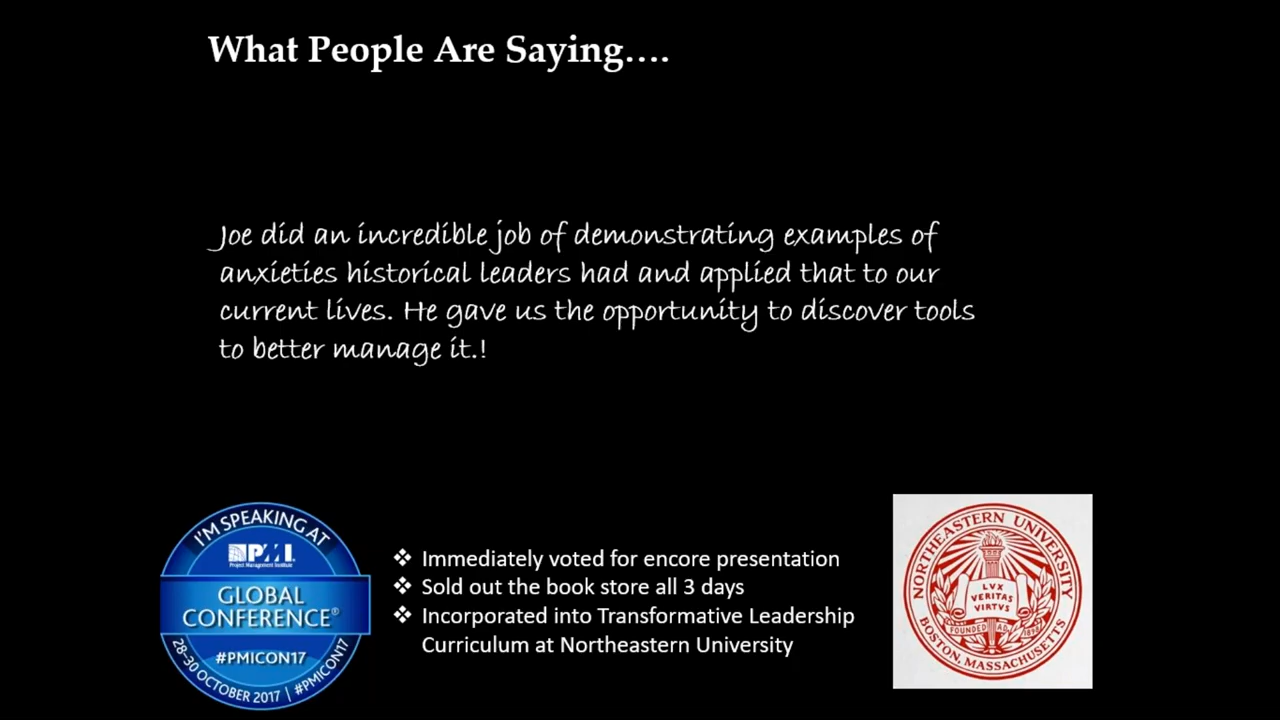 What People Are Saying....
Joe did an incredible job of demonstrating examples of
anxieties historical leaders had and applied that to our
current lives. He gave us the opportunity to discover tools
to better manage it.!
I'M SPEAKING AT
PMI
Project Management Institute
GLOBAL
CONFERENCE®
#PMICON17
28-30 OCTOBER 2017 | #PMICON17
❖ Immediately voted for encore presentation
❖ Sold out the book store all 3 days
❖ Incorporated into Transformative Leadership
Curriculum at Northeastern University
NORTHEASTERN UNIVERSITY
LVX
VERITAS
VIRTVS
FOUNDED A.D. 1898
BOSTON, MASSACHUSETTS